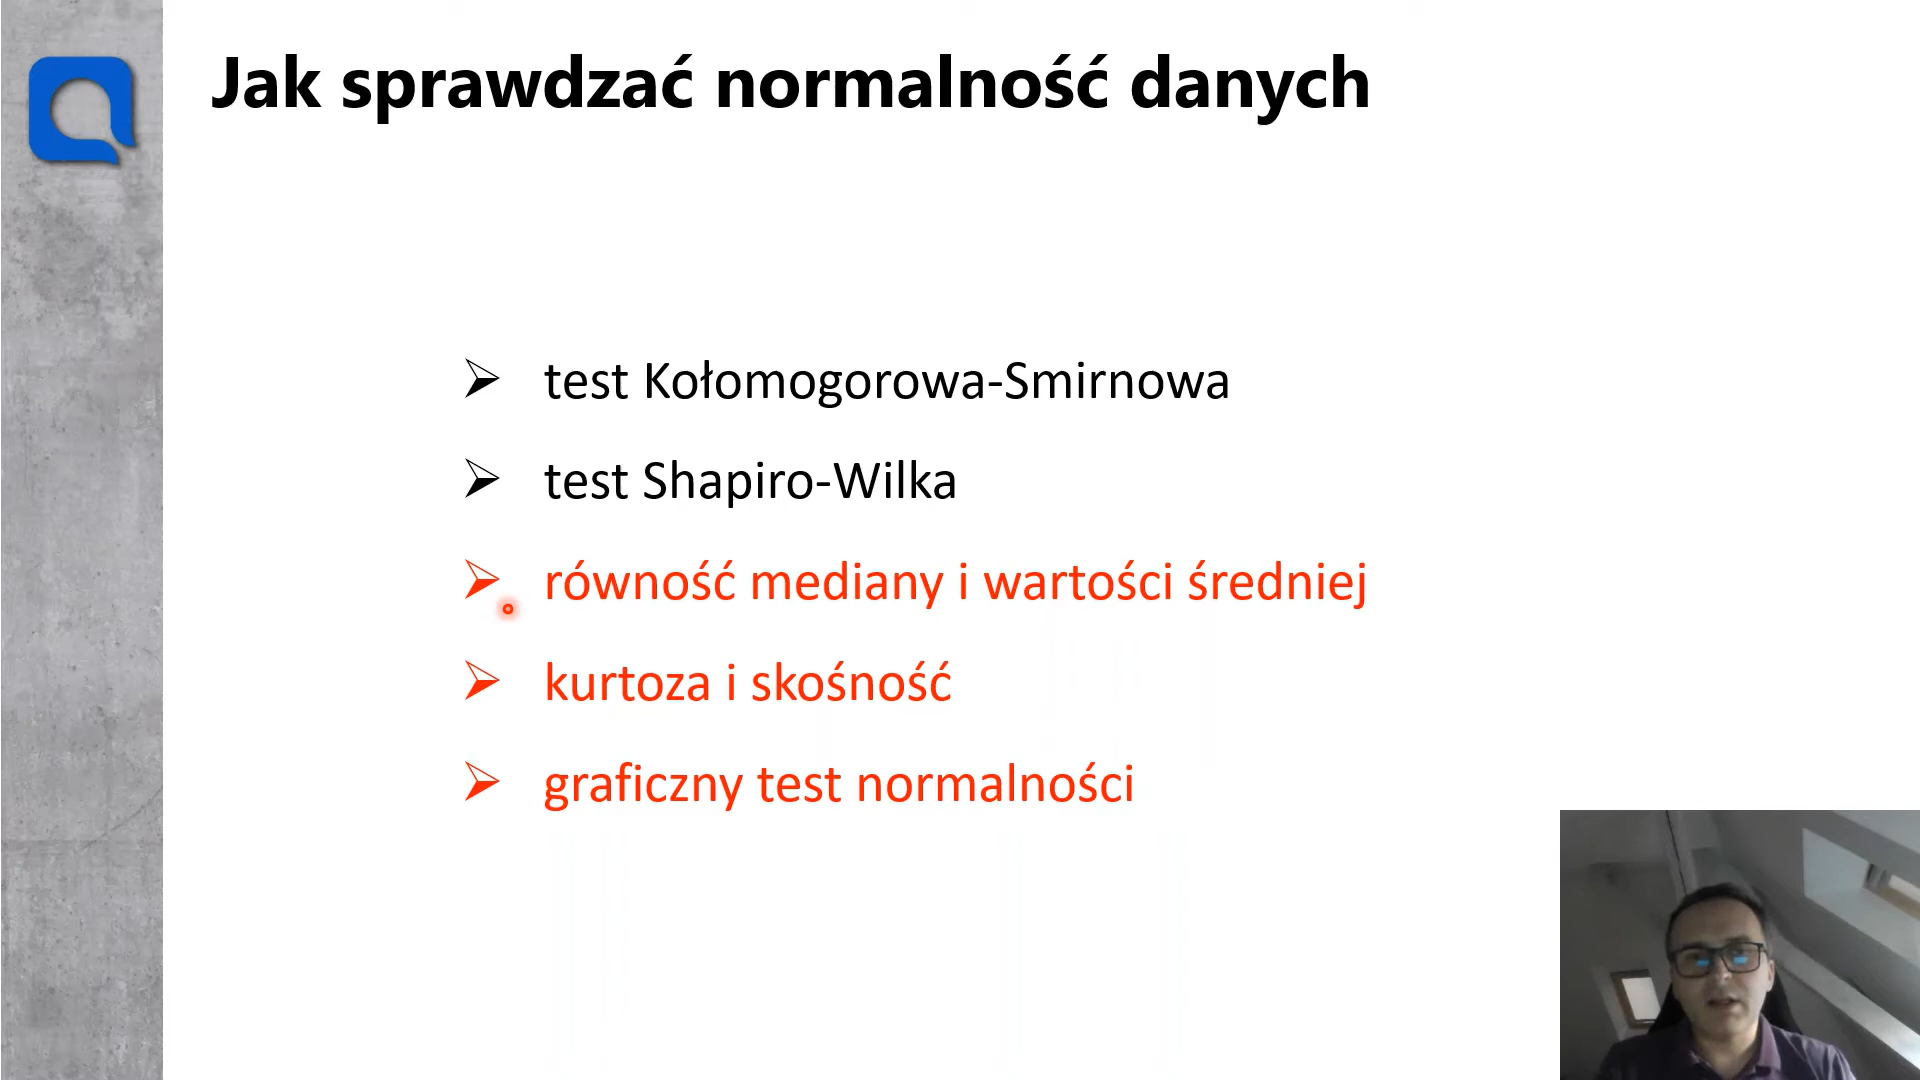 Jak sprawdzać normalność danych
test Kołomogorowa-Smirnowa
test Shapiro-Wilka
równość mediany i wartości średniej
kurtoza i skośność
graficzny test normalności